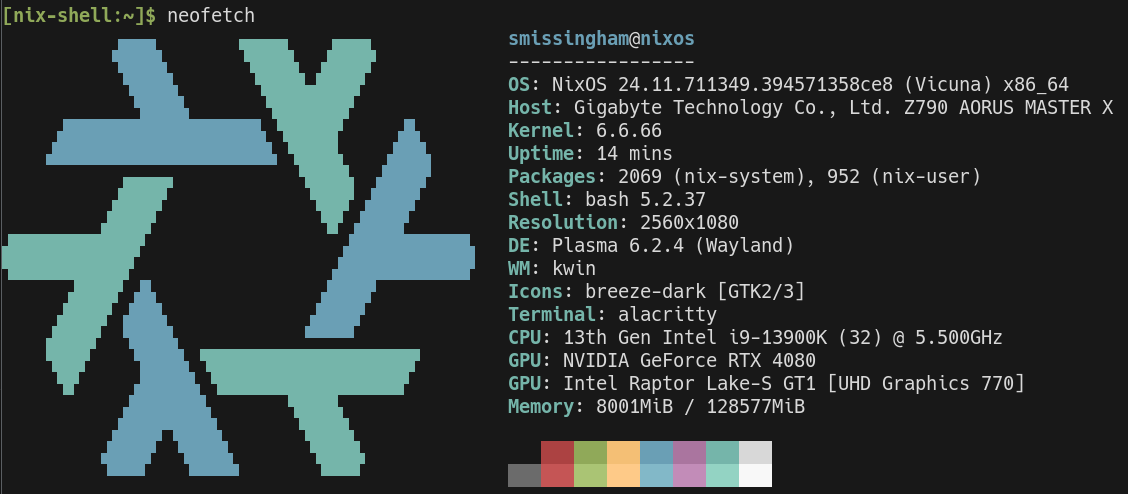 [nix-shell:~]$ neofetch
smissingham@nixos
-----------------
OS: NixOS 24.11.711349.394571358ce8 (Vicuna) x86_64
Host: Gigabyte Technology Co., Ltd. Z790 AORUS MASTER X
Kernel: 6.6.66
Uptime: 14 mins
Packages: 2069 (nix-system), 952 (nix-user)
Shell: bash 5.2.37
Resolution: 2560x1080
DE: Plasma 6.2.4 (Wayland)
WM: kwin
Icons: breeze-dark [GTK2/3]
Terminal: alacritty
CPU: 13th Gen Intel i9-13900K (32) @ 5.500GHz
GPU: NVIDIA GeForce RTX 4080
GPU: Intel Raptor Lake-S GT1 [UHD Graphics 770]
Memory: 8001MiB / 128577MiB